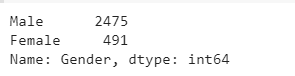 Male      2475
Female     491
Name: Gender, dtype: int64